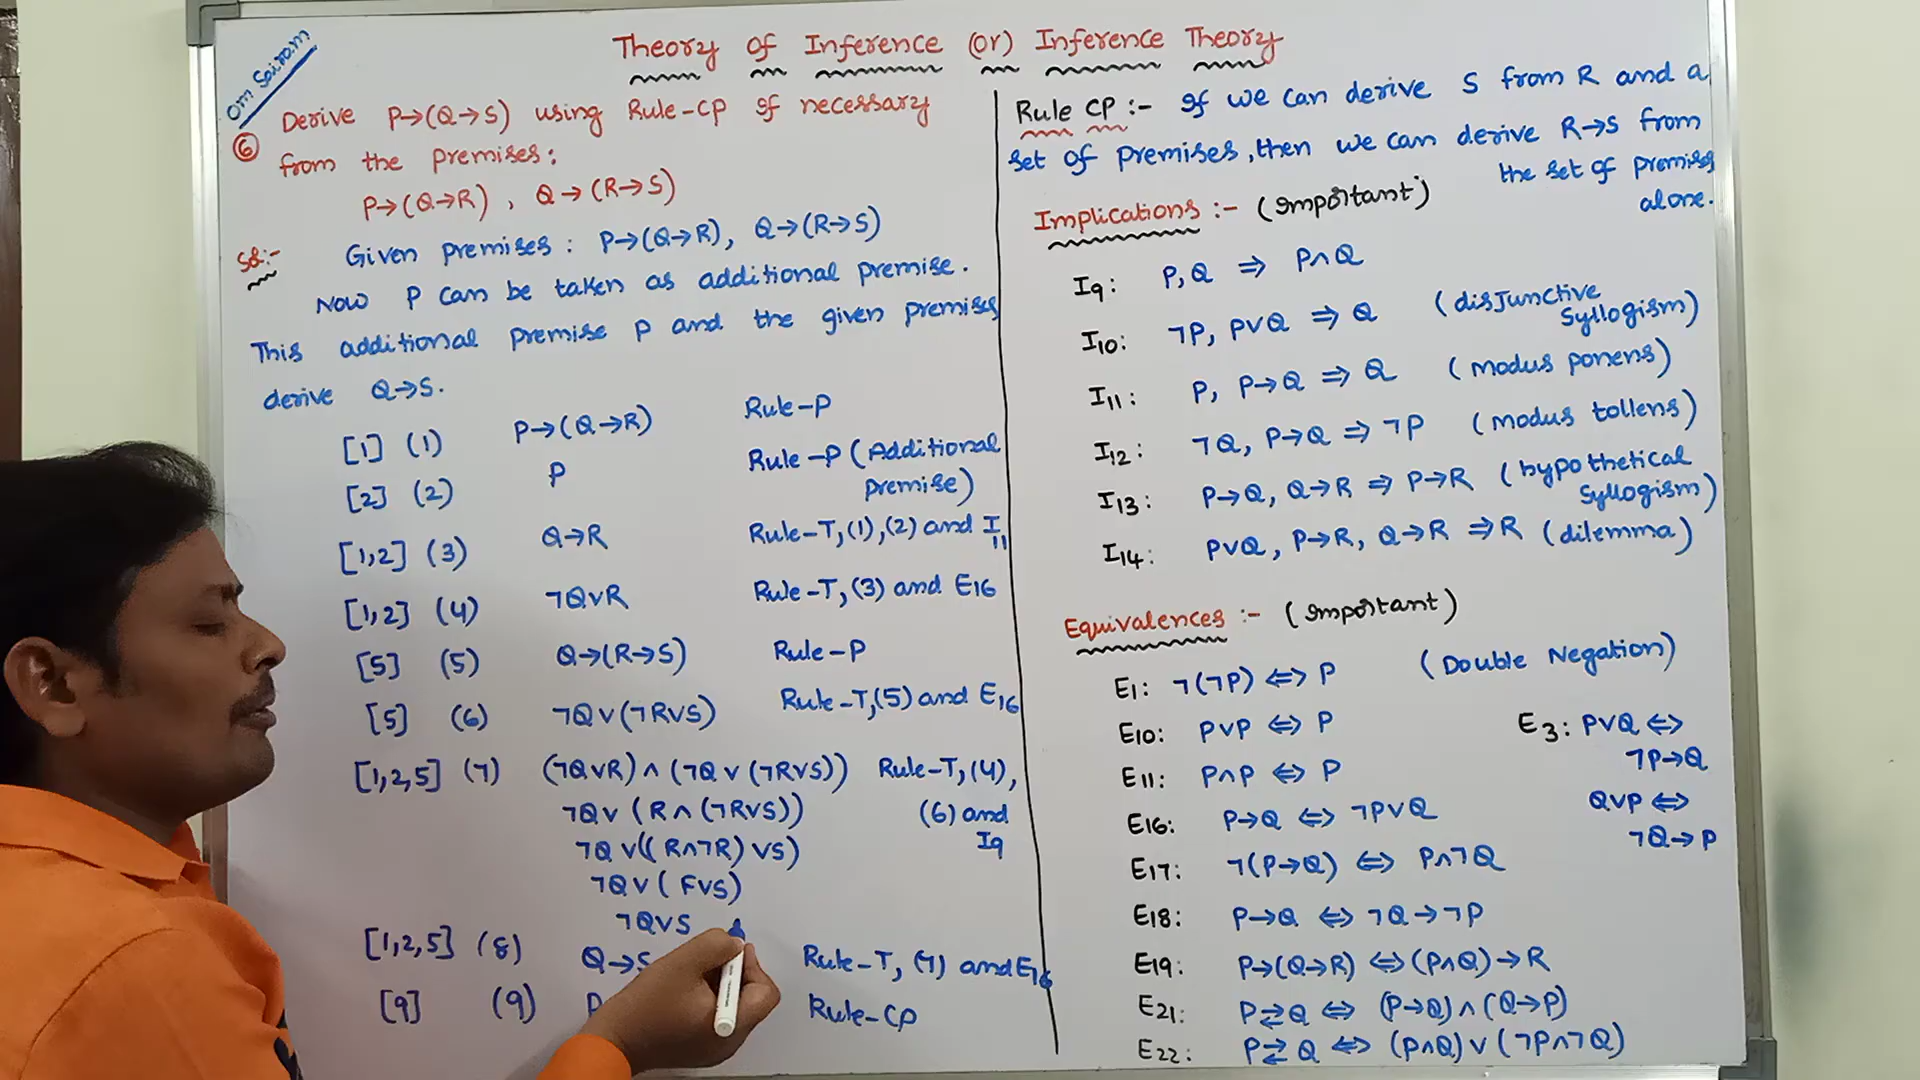 Om Sairam
Theory of Inference (or) Inference Theory
⑥ Derive P→(Q→S) using Rule-CP if necessary
from the premises:
P→(Q→R), Q→(R→S)
Sol:- Given premises: P→(Q→R), Q→(R→S)
Now P can be taken as additional premise.
This additional premise P and the given premises
derive Q→S.
[1] (1) P→(Q→R) Rule-P
[2] (2) P Rule-P (Additional
premise)
[1,2] (3) Q→R Rule-T, (1), (2) and I11
[1,2] (4) ¬Q∨R Rule-T, (3) and E16
[5] (5) Q→(R→S) Rule-P
[5] (6) ¬Q∨(¬R∨S) Rule-T, (5) and E16
[1,2,5] (7) (¬Q∨R)∧(¬Q∨(¬R∨S)) Rule-T, (4),
¬Q∨(R∧(¬R∨S)) (6) and
¬Q∨((R∧¬R)∨S) I9
¬Q∨(F∨S)
¬Q∨S
[1,2,5] (8) Q→S Rule-T, (7) and E16
[9] (9) P Rule-CP
Rule CP:- If we can derive S from R and a
set of premises, then we can derive R→S from
the set of premises
alone.
Implications:- (Important)
I9: P, Q ⇒ P∧Q
I10: ¬P, P∨Q ⇒ Q (disjunctive
syllogism)
I11: P, P→Q ⇒ Q (modus ponens)
I12: ¬Q, P→Q ⇒ ¬P (modus tollens)
I13: P→Q, Q→R ⇒ P→R (hypothetical
syllogism)
I14: P∨Q, P→R, Q→R ⇒ R (dilemma)
Equivalences:- (Important)
E1: ¬(¬P) ⇔ P (Double Negation)
E10: P∨P ⇔ P
E11: P∧P ⇔ P
E16: P→Q ⇔ ¬P∨Q
E17: ¬(P→Q) ⇔ P∧¬Q
E18: P→Q ⇔ ¬Q→¬P
E19: P→(Q→R) ⇔ (P∧Q)→R
E21: P⇄Q ⇔ (P→Q)∧(Q→P)
E22: P⇄Q ⇔ (P∧Q)∨(¬P∧¬Q)
E3: P∨Q ⇔
¬P→Q
Q∨P ⇔
¬Q→P